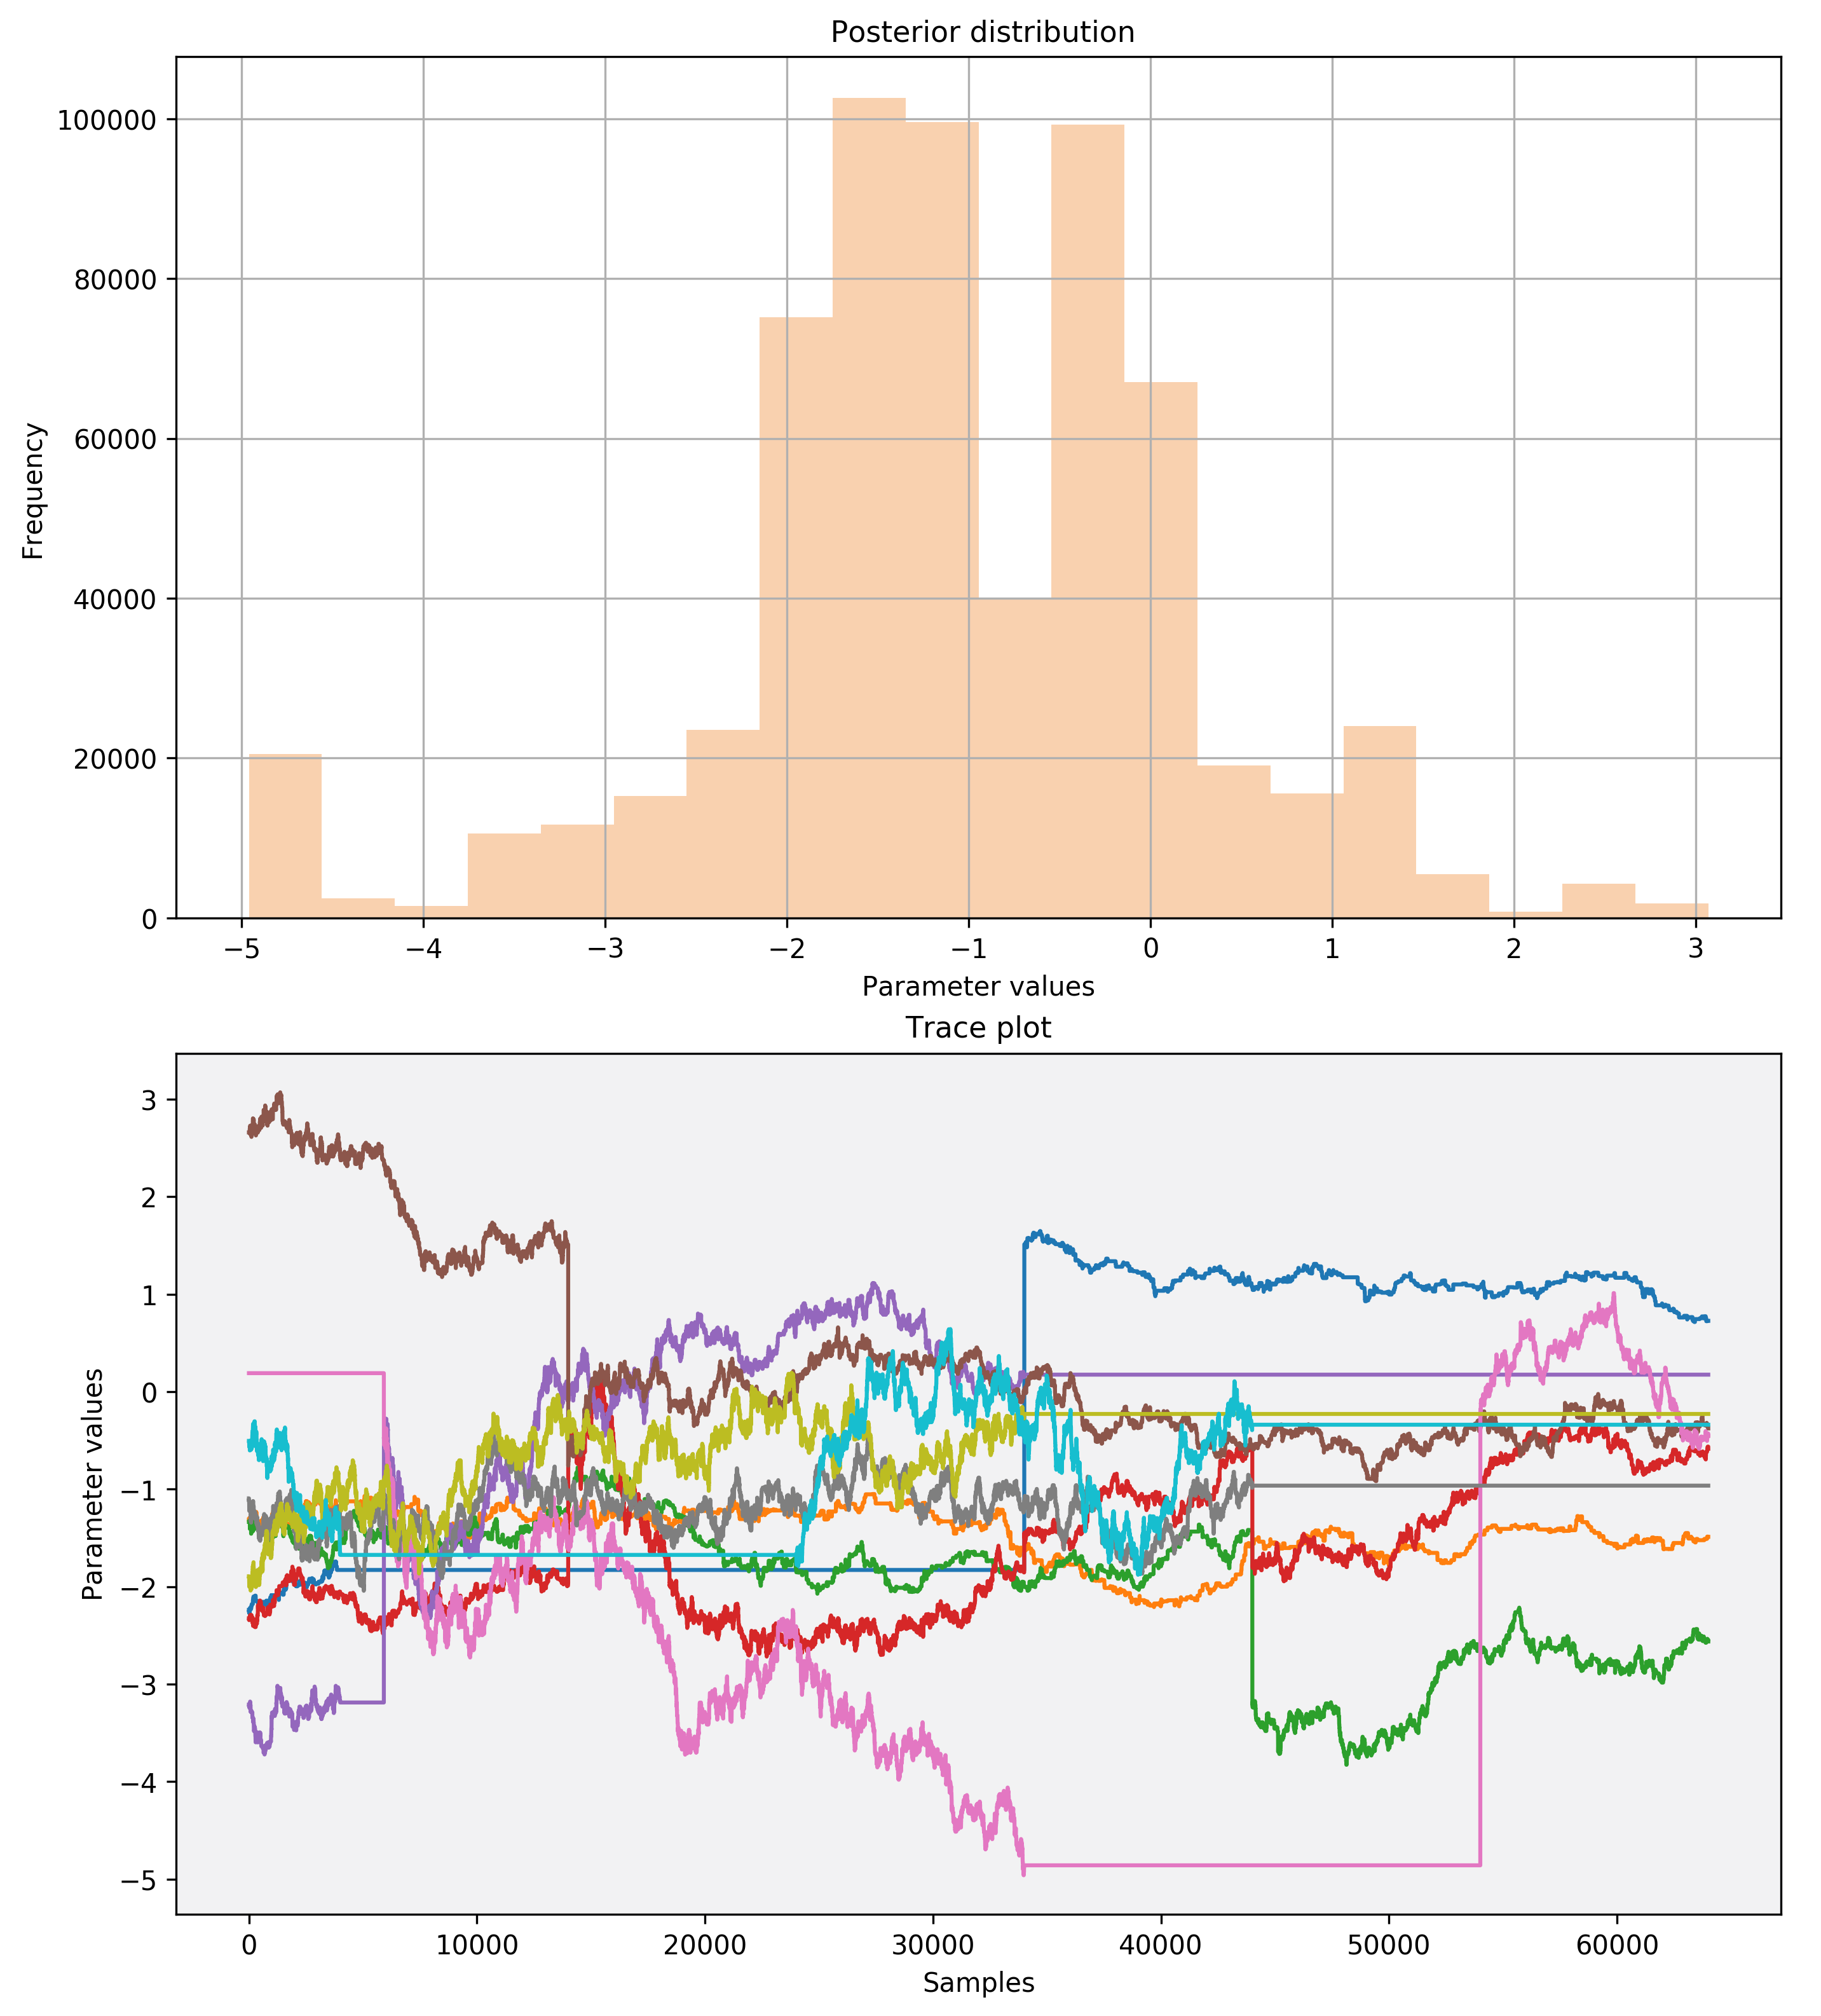 Posterior distribution
100000
80000
60000
40000
20000
0
Frequency
−5 −4 −3 −2 −1 0 1 2 3
Parameter values
Trace plot
3
2
1
0
−1
−2
−3
−4
−5
Parameter values
0 10000 20000 30000 40000 50000 60000
Samples